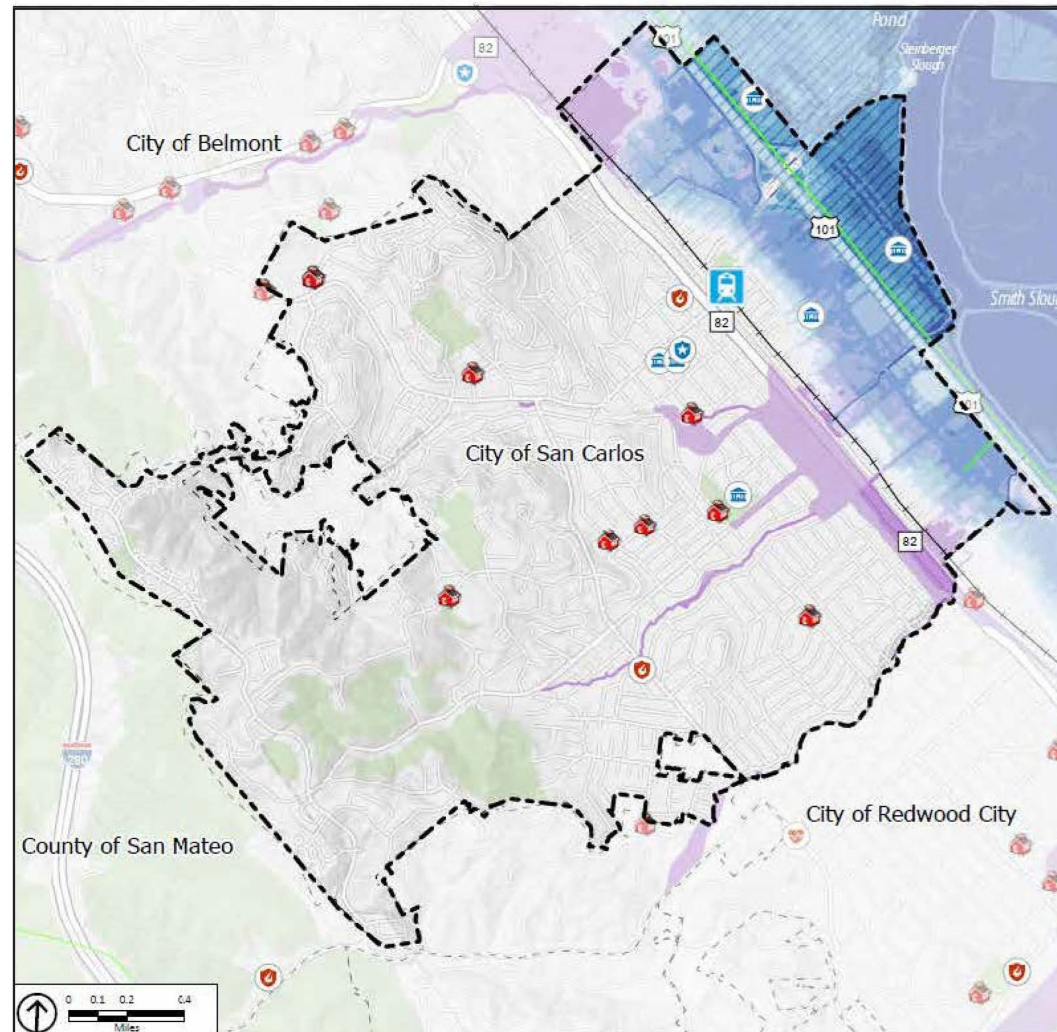 Pond
101
82
Steinberger
Slough
City of Belmont
101
Smith Slou
82
101
City of San Carlos
82
280
City of Redwood City
County of San Mateo
0 0.1 0.2 0.4
Miles